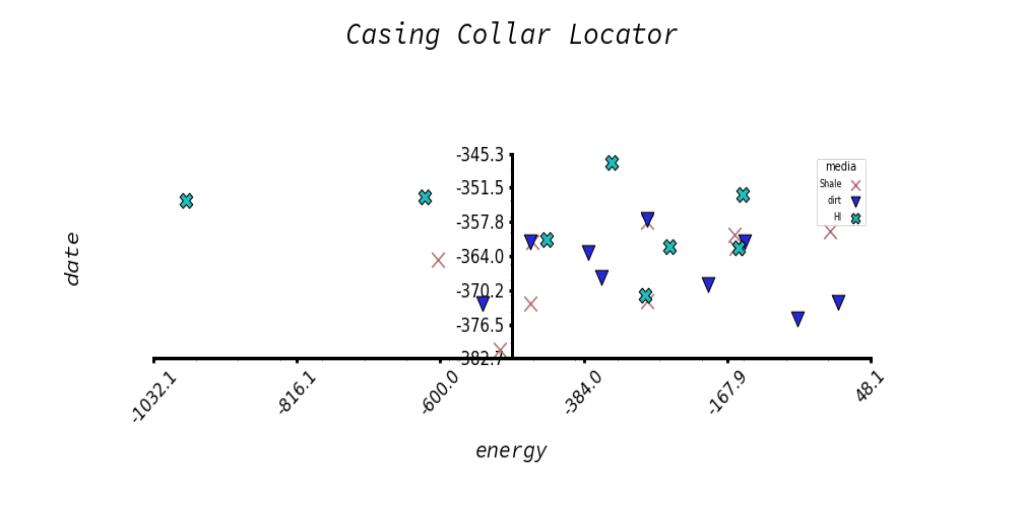 Casing Collar Locator
date
-345.3
-351.5
-357.8
-364.0
-370.2
-376.5
-382.7
media
Shale
dirt
HI
-1032.1
-816.1
-600.0
-384.0
-167.9
48.1
energy